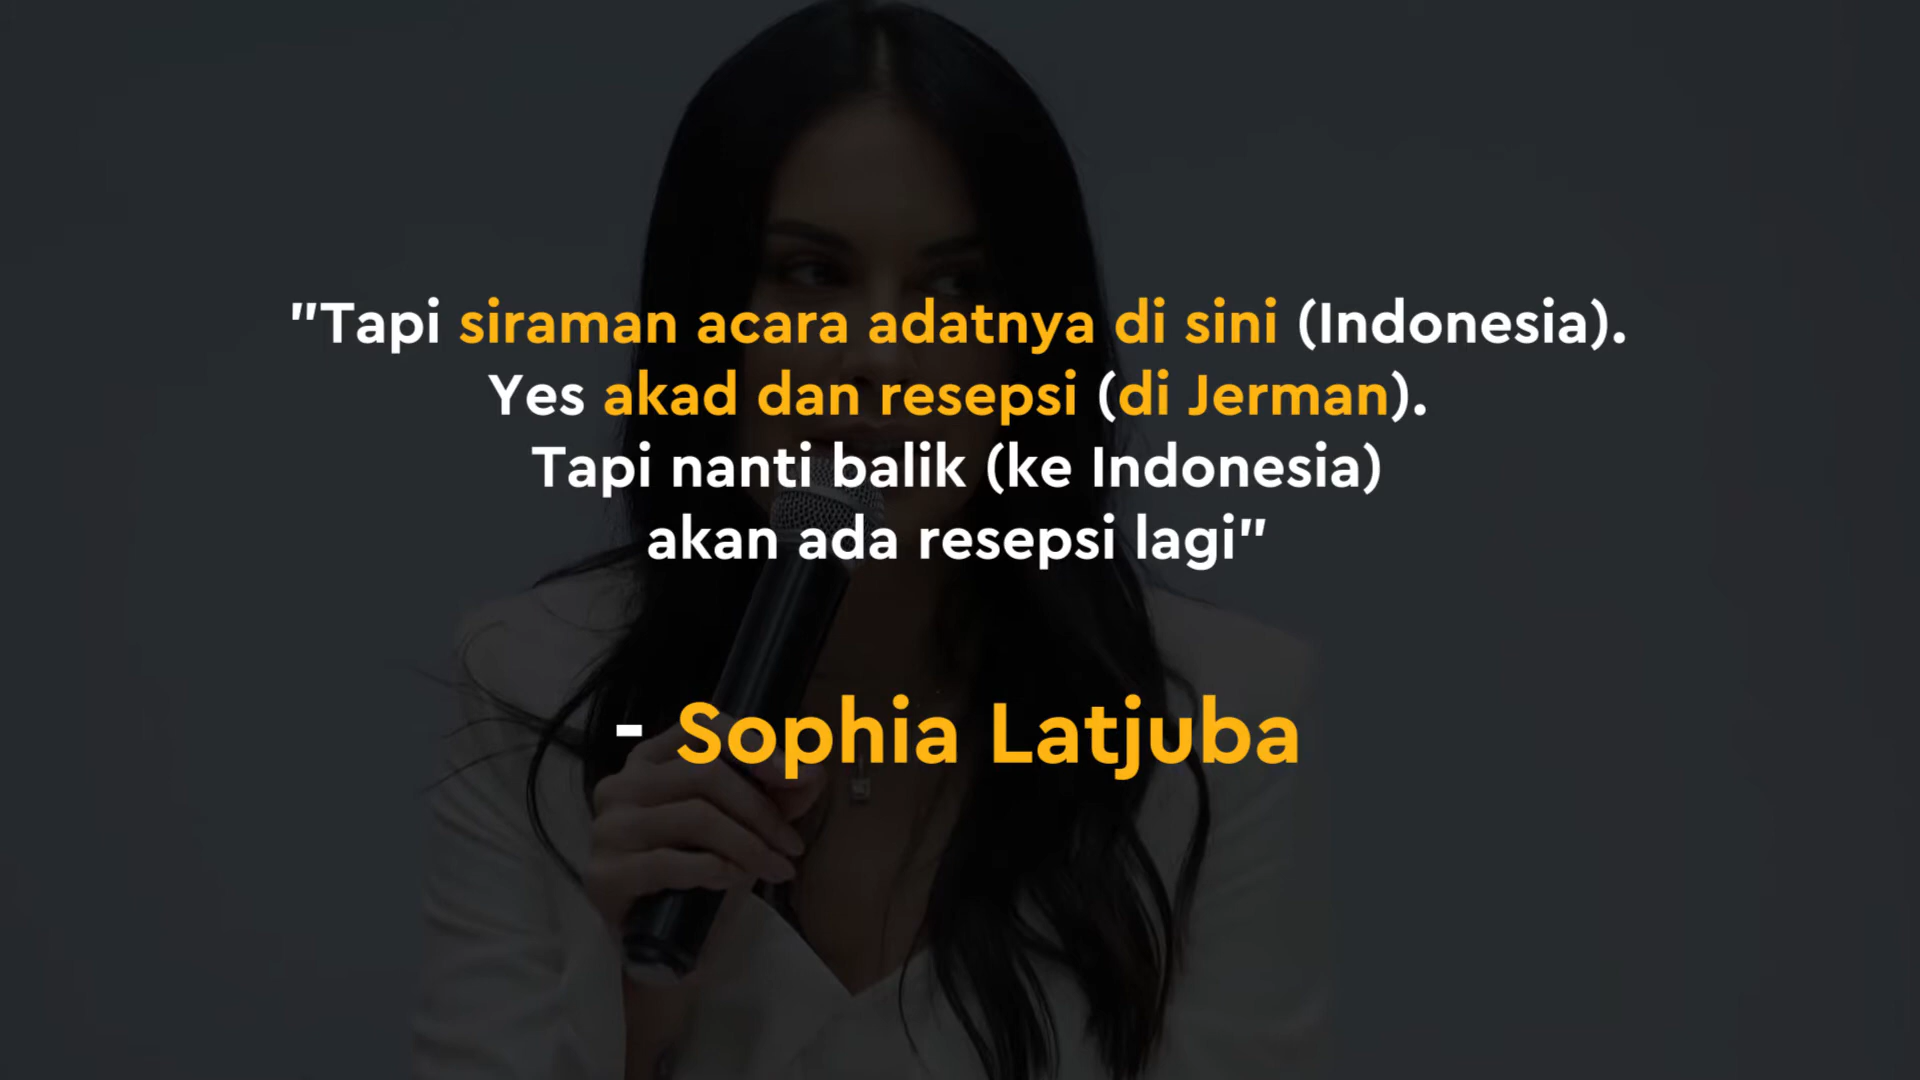 "Tapi siraman acara adatnya di sini (Indonesia).
Yes akad dan resepsi (di Jerman).
Tapi nanti balik (ke Indonesia)
akan ada resepsi lagi"
- Sophia Latjuba